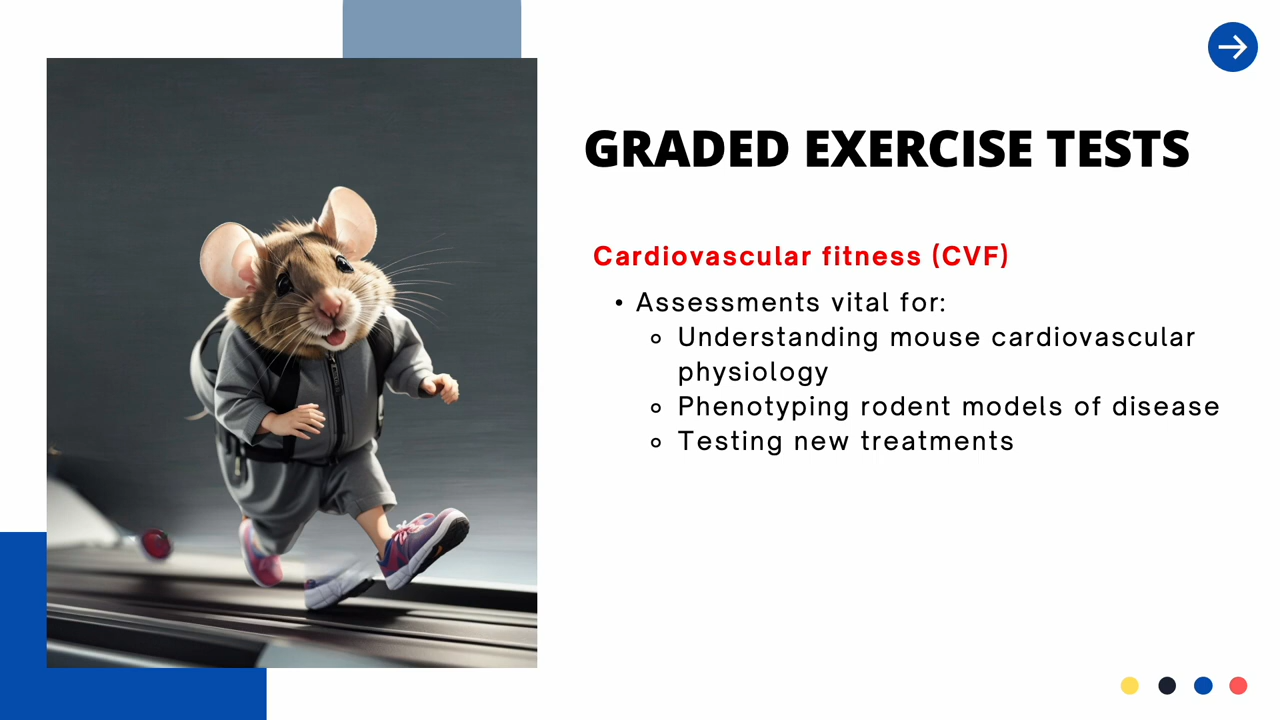 GRADED EXERCISE TESTS
Cardiovascular fitness (CVF)
• Assessments vital for:
Understanding mouse cardiovascular
physiology
Phenotyping rodent models of disease
Testing new treatments